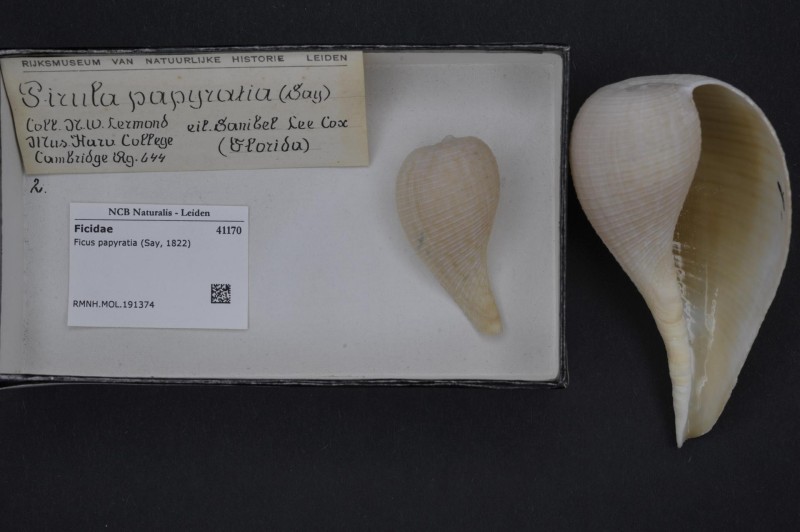 RIJKSMUSEUM VAN NATUURLIJKE HISTORIE LEIDEN
Pirula papyratia (Say)
Coll. N.W. Lermond eil. Sanibel Lee Cox
Mus Harv College (Florida)
Cambridge Rg. 644
2.
NCB Naturalis - Leiden
Ficidae 41170
Ficus papyratia (Say, 1822)
RMNH.MOL.191374